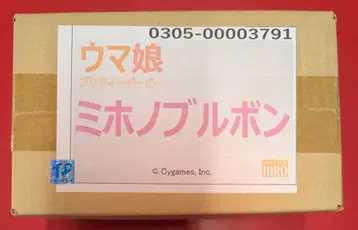 0305-00003791
ウマ娘
プリティーダービー
ミホノブルボン
© Cygames, Inc.
HIRO